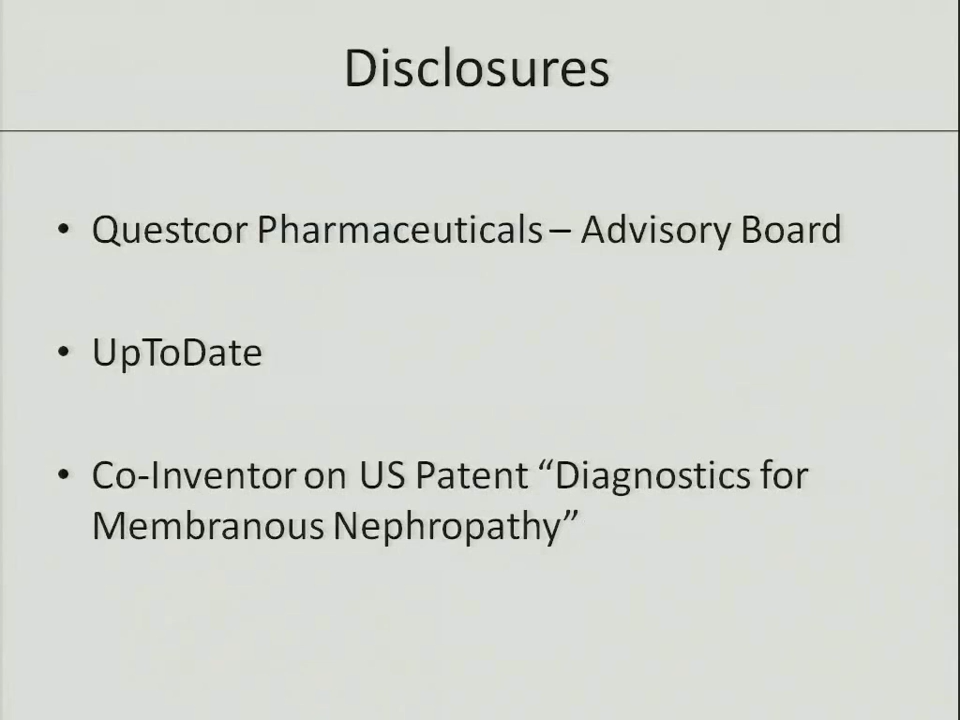 Disclosures
• Questcor Pharmaceuticals – Advisory Board
• UpToDate
• Co-Inventor on US Patent “Diagnostics for
Membranous Nephropathy”